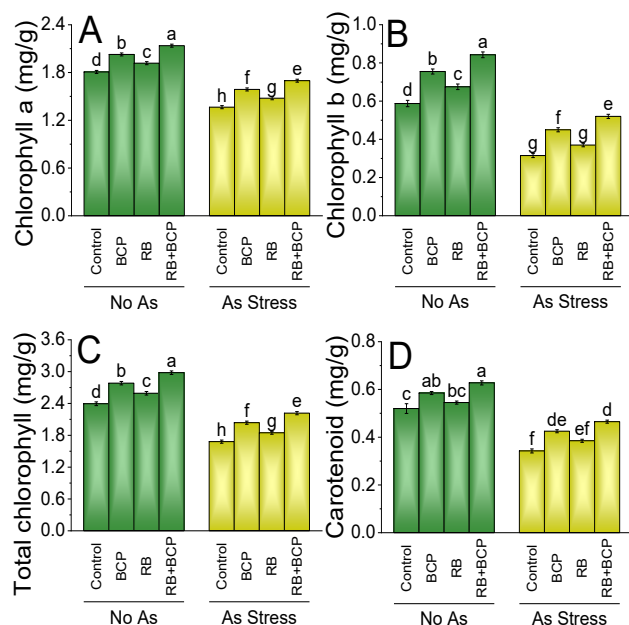 A
Chlorophyll a (mg/g)
2.4
1.8
1.2
0.6
0.0
d b c a h f g e
Control BCP RB RB+BCP Control BCP RB RB+BCP
No As As Stress
B
Chlorophyll b (mg/g)
1.0
0.8
0.6
0.4
0.2
0.0
d b c a g f g e
Control BCP RB RB+BCP Control BCP RB RB+BCP
No As As Stress
C
Total chlorophyll (mg/g)
3.6
3.0
2.4
1.8
1.2
0.6
0.0
d b c a h f g e
Control BCP RB RB+BCP Control BCP RB RB+BCP
No As As Stress
D
Carotenoid (mg/g)
0.8
0.6
0.4
0.2
0.0
c ab bc a f de ef d
Control BCP RB RB+BCP Control BCP RB RB+BCP
No As As Stress